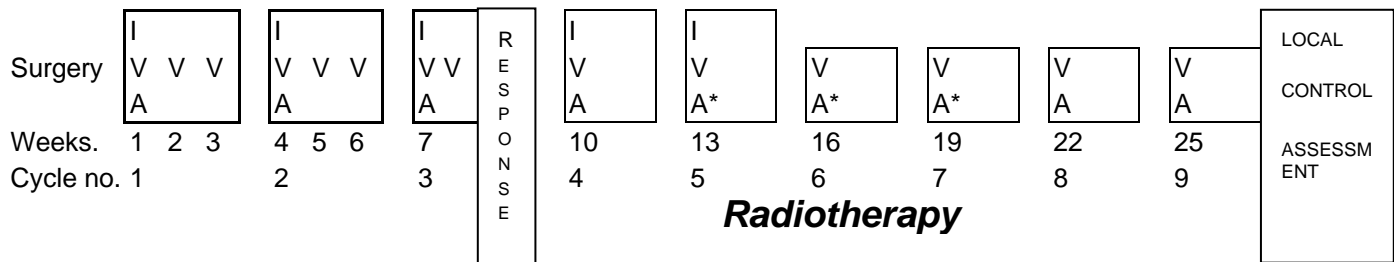 I I I I I
Surgery V V V V V V V V V V V V V V
A A A A A* A* A* A A
Weeks. 1 2 3 4 5 6 7 10 13 16 19 22 25
Cycle no. 1 2 3 4 5 6 7 8 9
R
E
S
P
O
N
S
E
Radiotherapy
LOCAL
CONTROL
ASSESSM
ENT